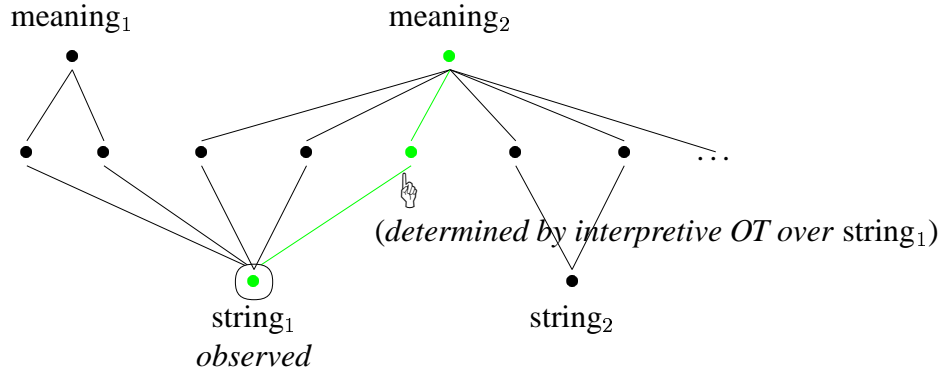 meaning₁ meaning₂
. . .
(determined by interpretive OT over string₁)
string₁ string₂
observed